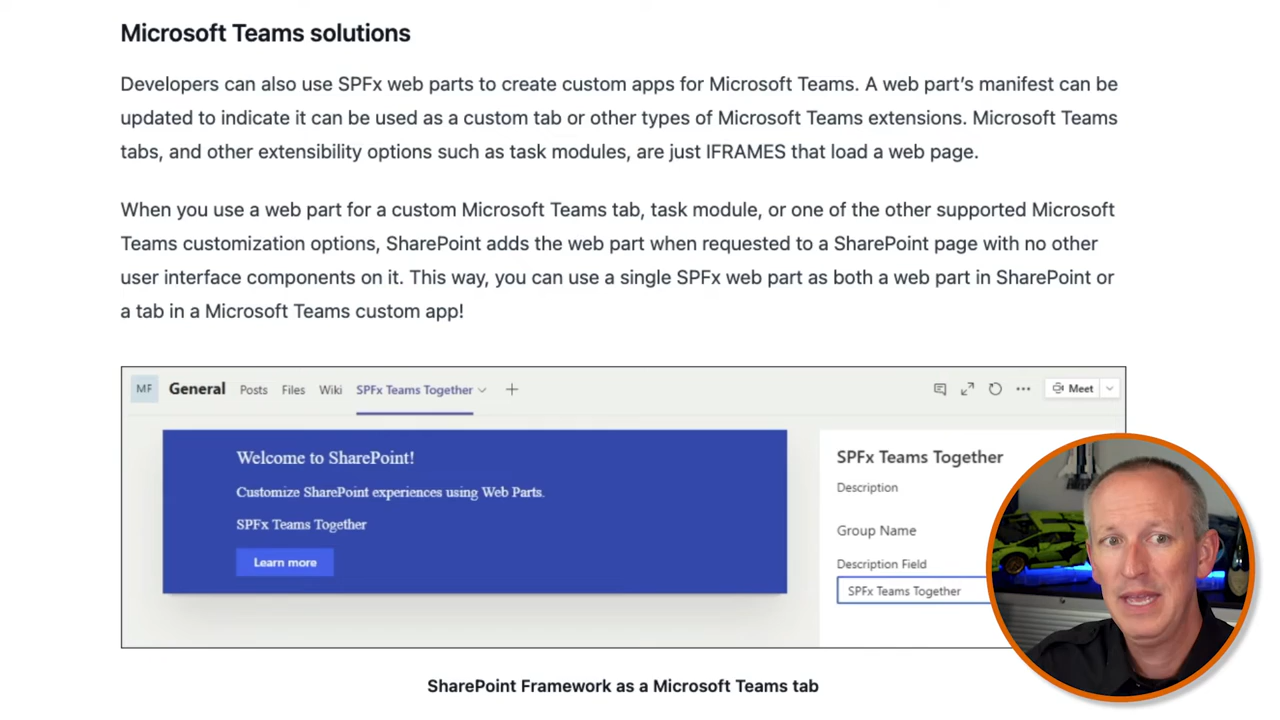 Microsoft Teams solutions
Developers can also use SPFx web parts to create custom apps for Microsoft Teams. A web part’s manifest can be
updated to indicate it can be used as a custom tab or other types of Microsoft Teams extensions. Microsoft Teams
tabs, and other extensibility options such as task modules, are just IFRAMES that load a web page.
When you use a web part for a custom Microsoft Teams tab, task module, or one of the other supported Microsoft
Teams customization options, SharePoint adds the web part when requested to a SharePoint page with no other
user interface components on it. This way, you can use a single SPFx web part as both a web part in SharePoint or
a tab in a Microsoft Teams custom app!
MF General Posts Files Wiki SPFx Teams Together Meet
Welcome to SharePoint!
Customize SharePoint experiences using Web Parts.
SPFx Teams Together
Learn more
SPFx Teams Together
Description
Group Name
Description Field
SPFx Teams Together
SharePoint Framework as a Microsoft Teams tab